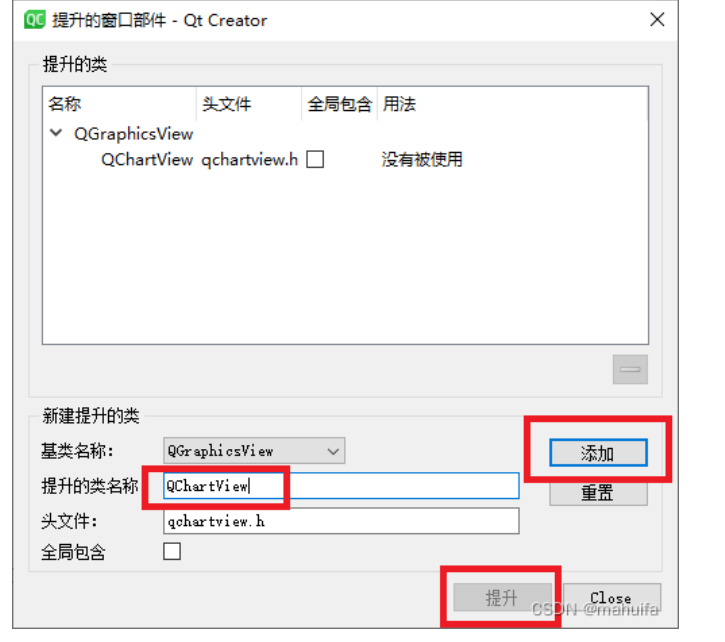 QC 提升的窗口部件 - Qt Creator
提升的类
名称 头文件 全局包含 用法
QGraphicsView
QChartView qchartview.h 没有被使用
新建提升的类
基类名称: QGraphicsView 添加
提升的类名称 QChartView 重置
头文件: qchartview.h
全局包含
提升 Close
CSDN @mahuifa